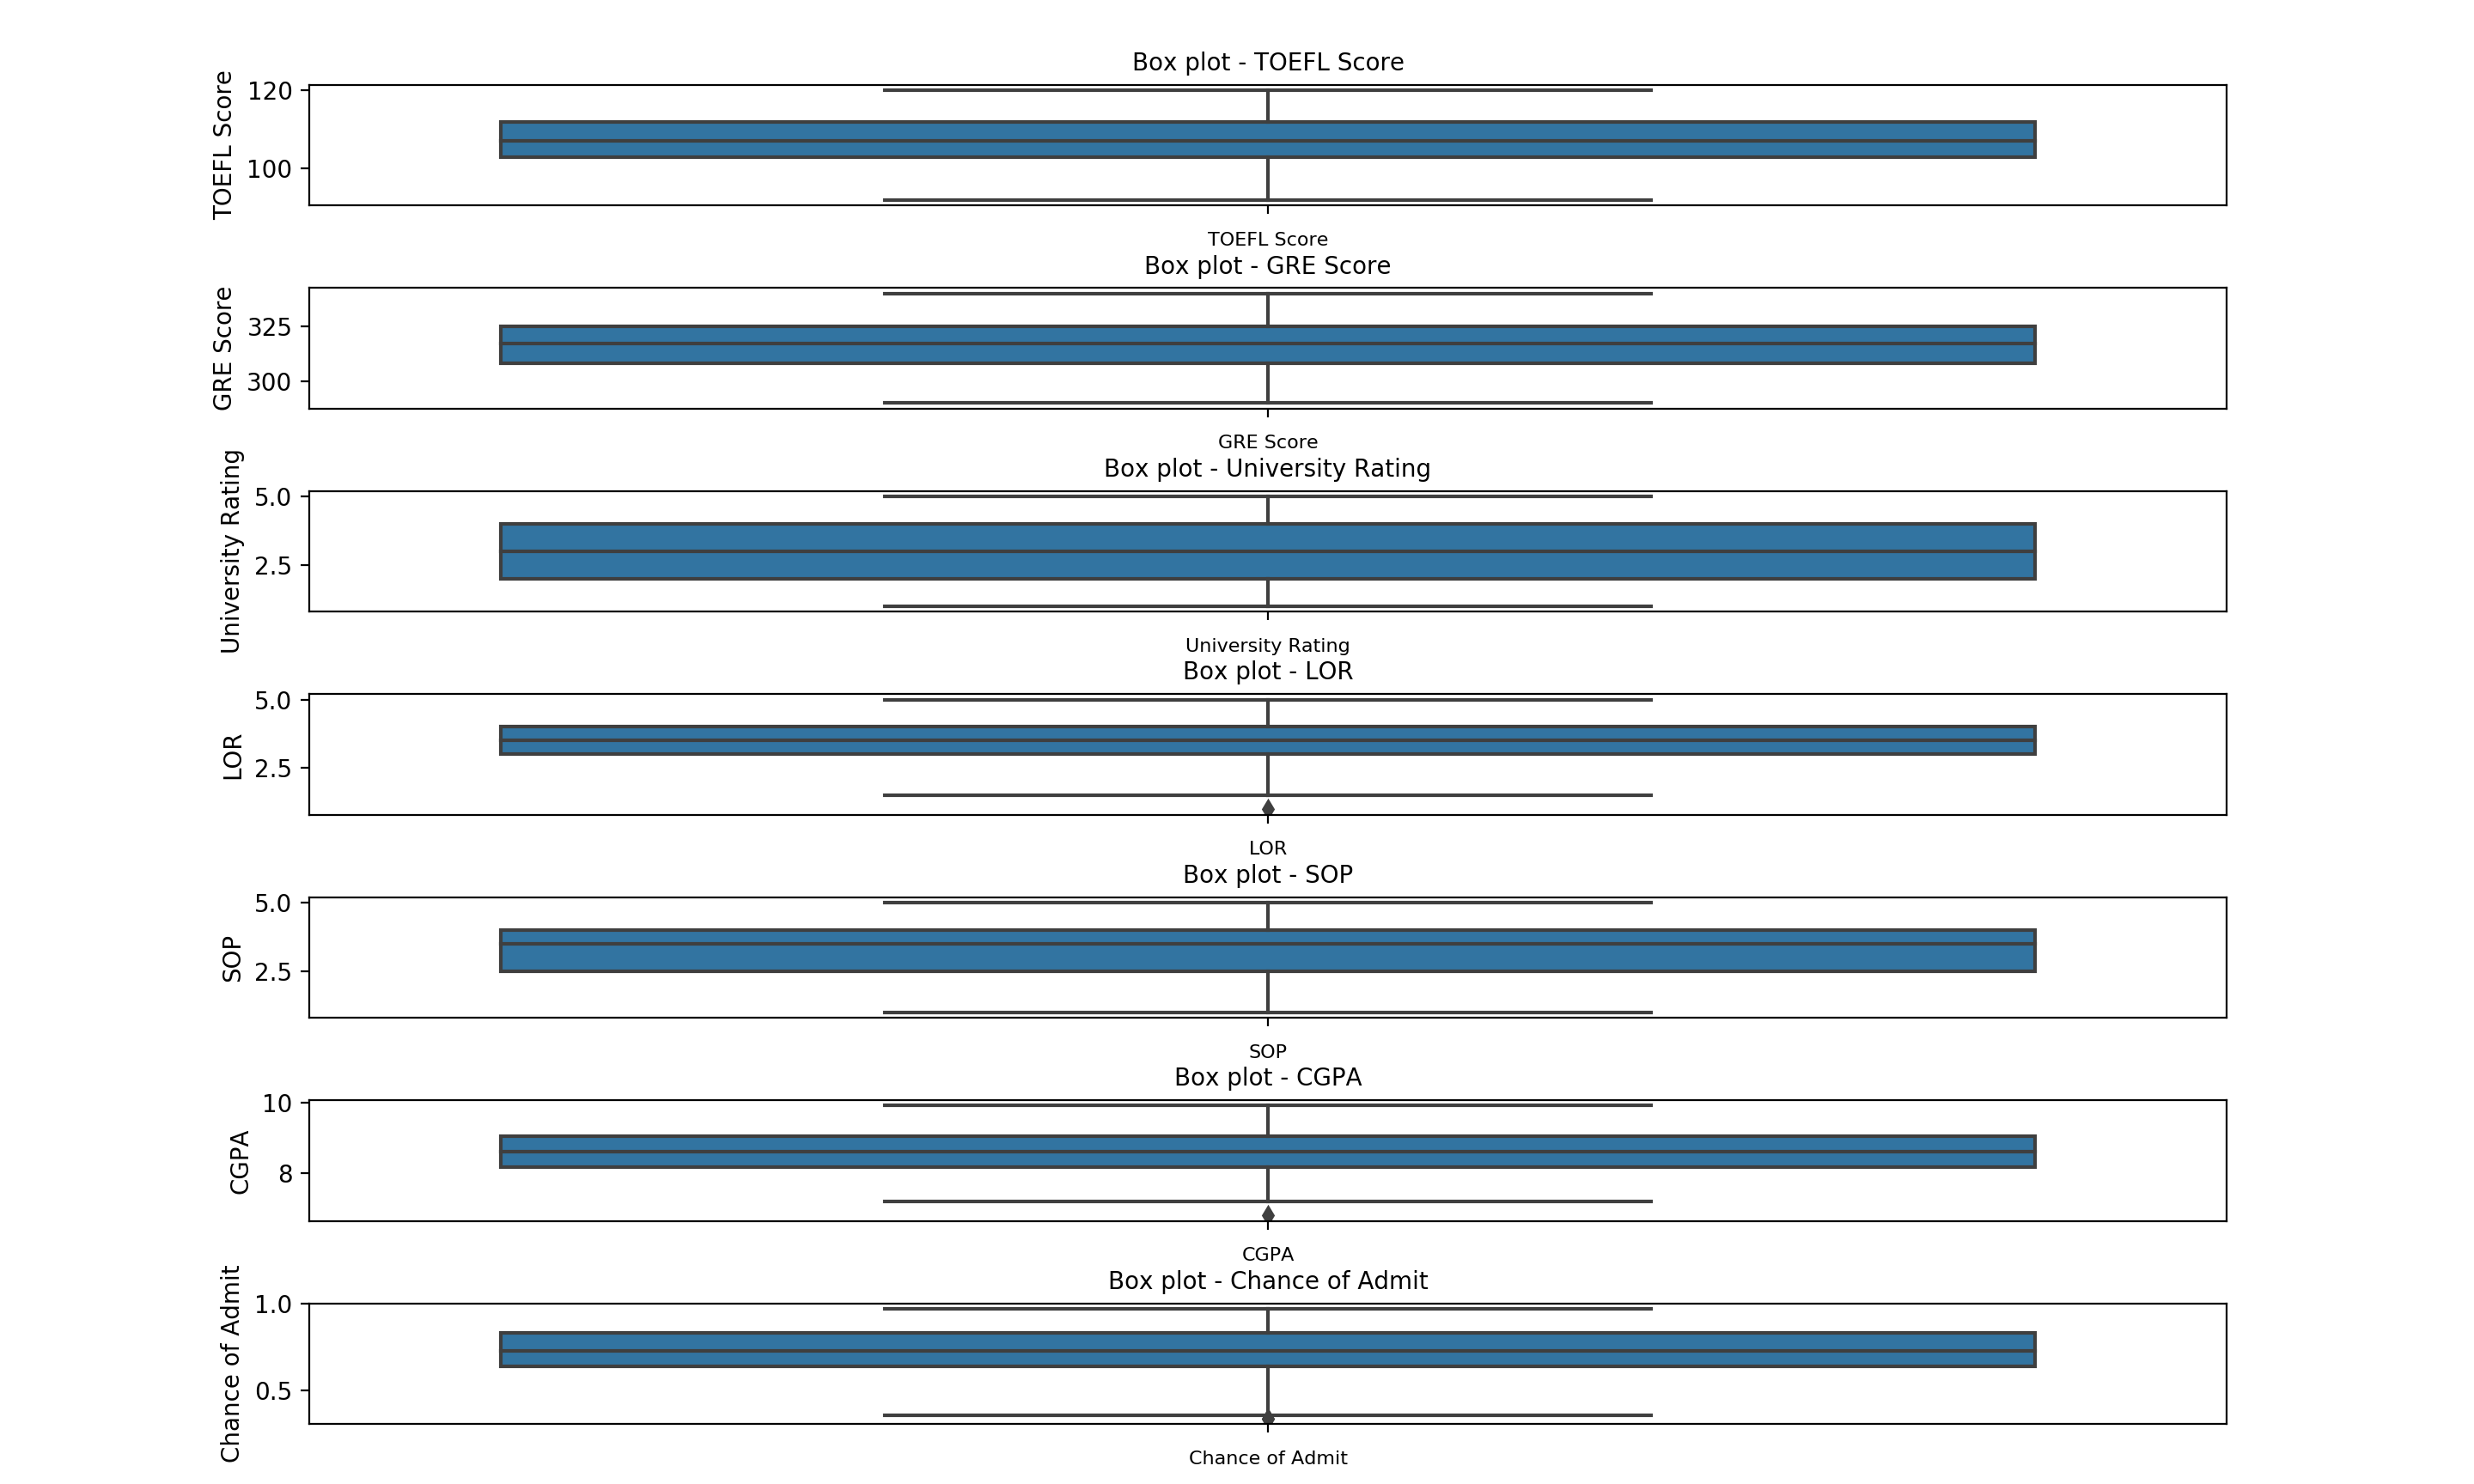 Box plot - TOEFL Score
TOEFL Score
120
100
TOEFL Score
Box plot - GRE Score
GRE Score
325
300
GRE Score
Box plot - University Rating
University Rating
5.0
2.5
University Rating
Box plot - LOR
LOR
5.0
2.5
LOR
Box plot - SOP
SOP
5.0
2.5
SOP
Box plot - CGPA
CGPA
10
8
CGPA
Box plot - Chance of Admit
Chance of Admit
1.0
0.5
Chance of Admit